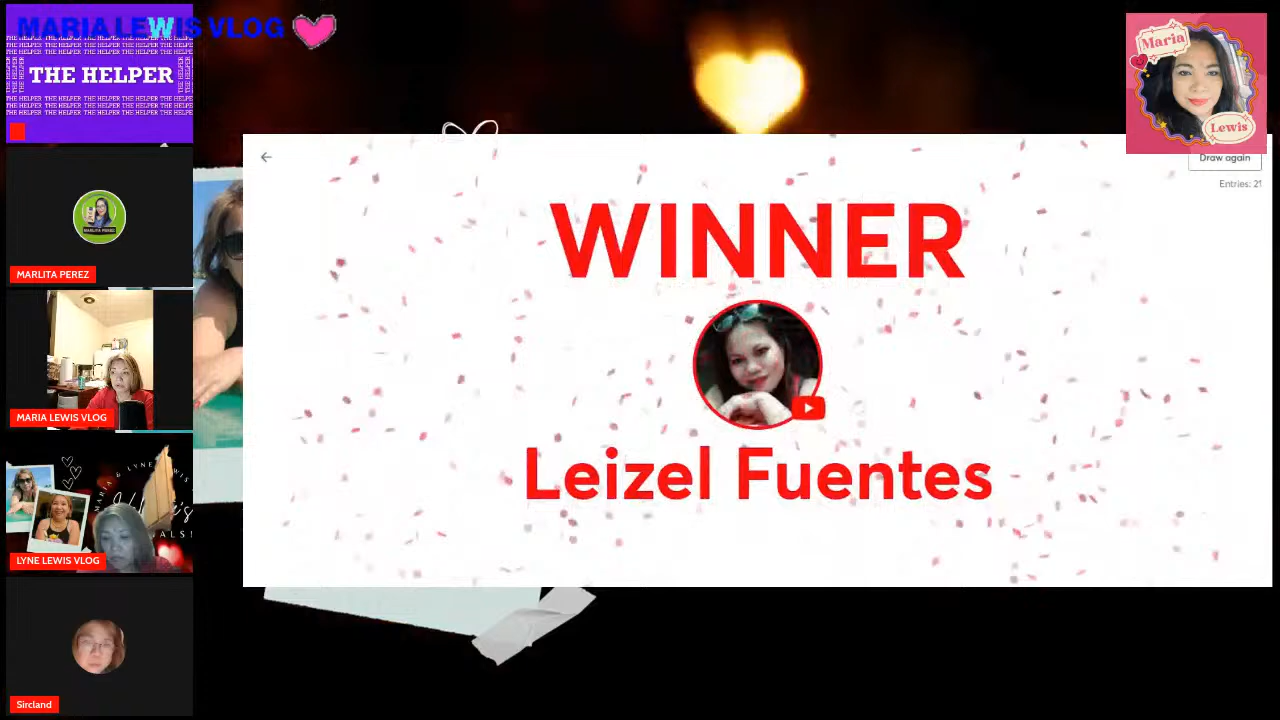 MARIA LEWIS VLOG
THE HELPER
MARLITA PEREZ
MARIA LEWIS VLOG
LYNE LEWIS VLOG
Sircland
WINNER
Leizel Fuentes
Maria
Lewis
Draw again
Entries: 21